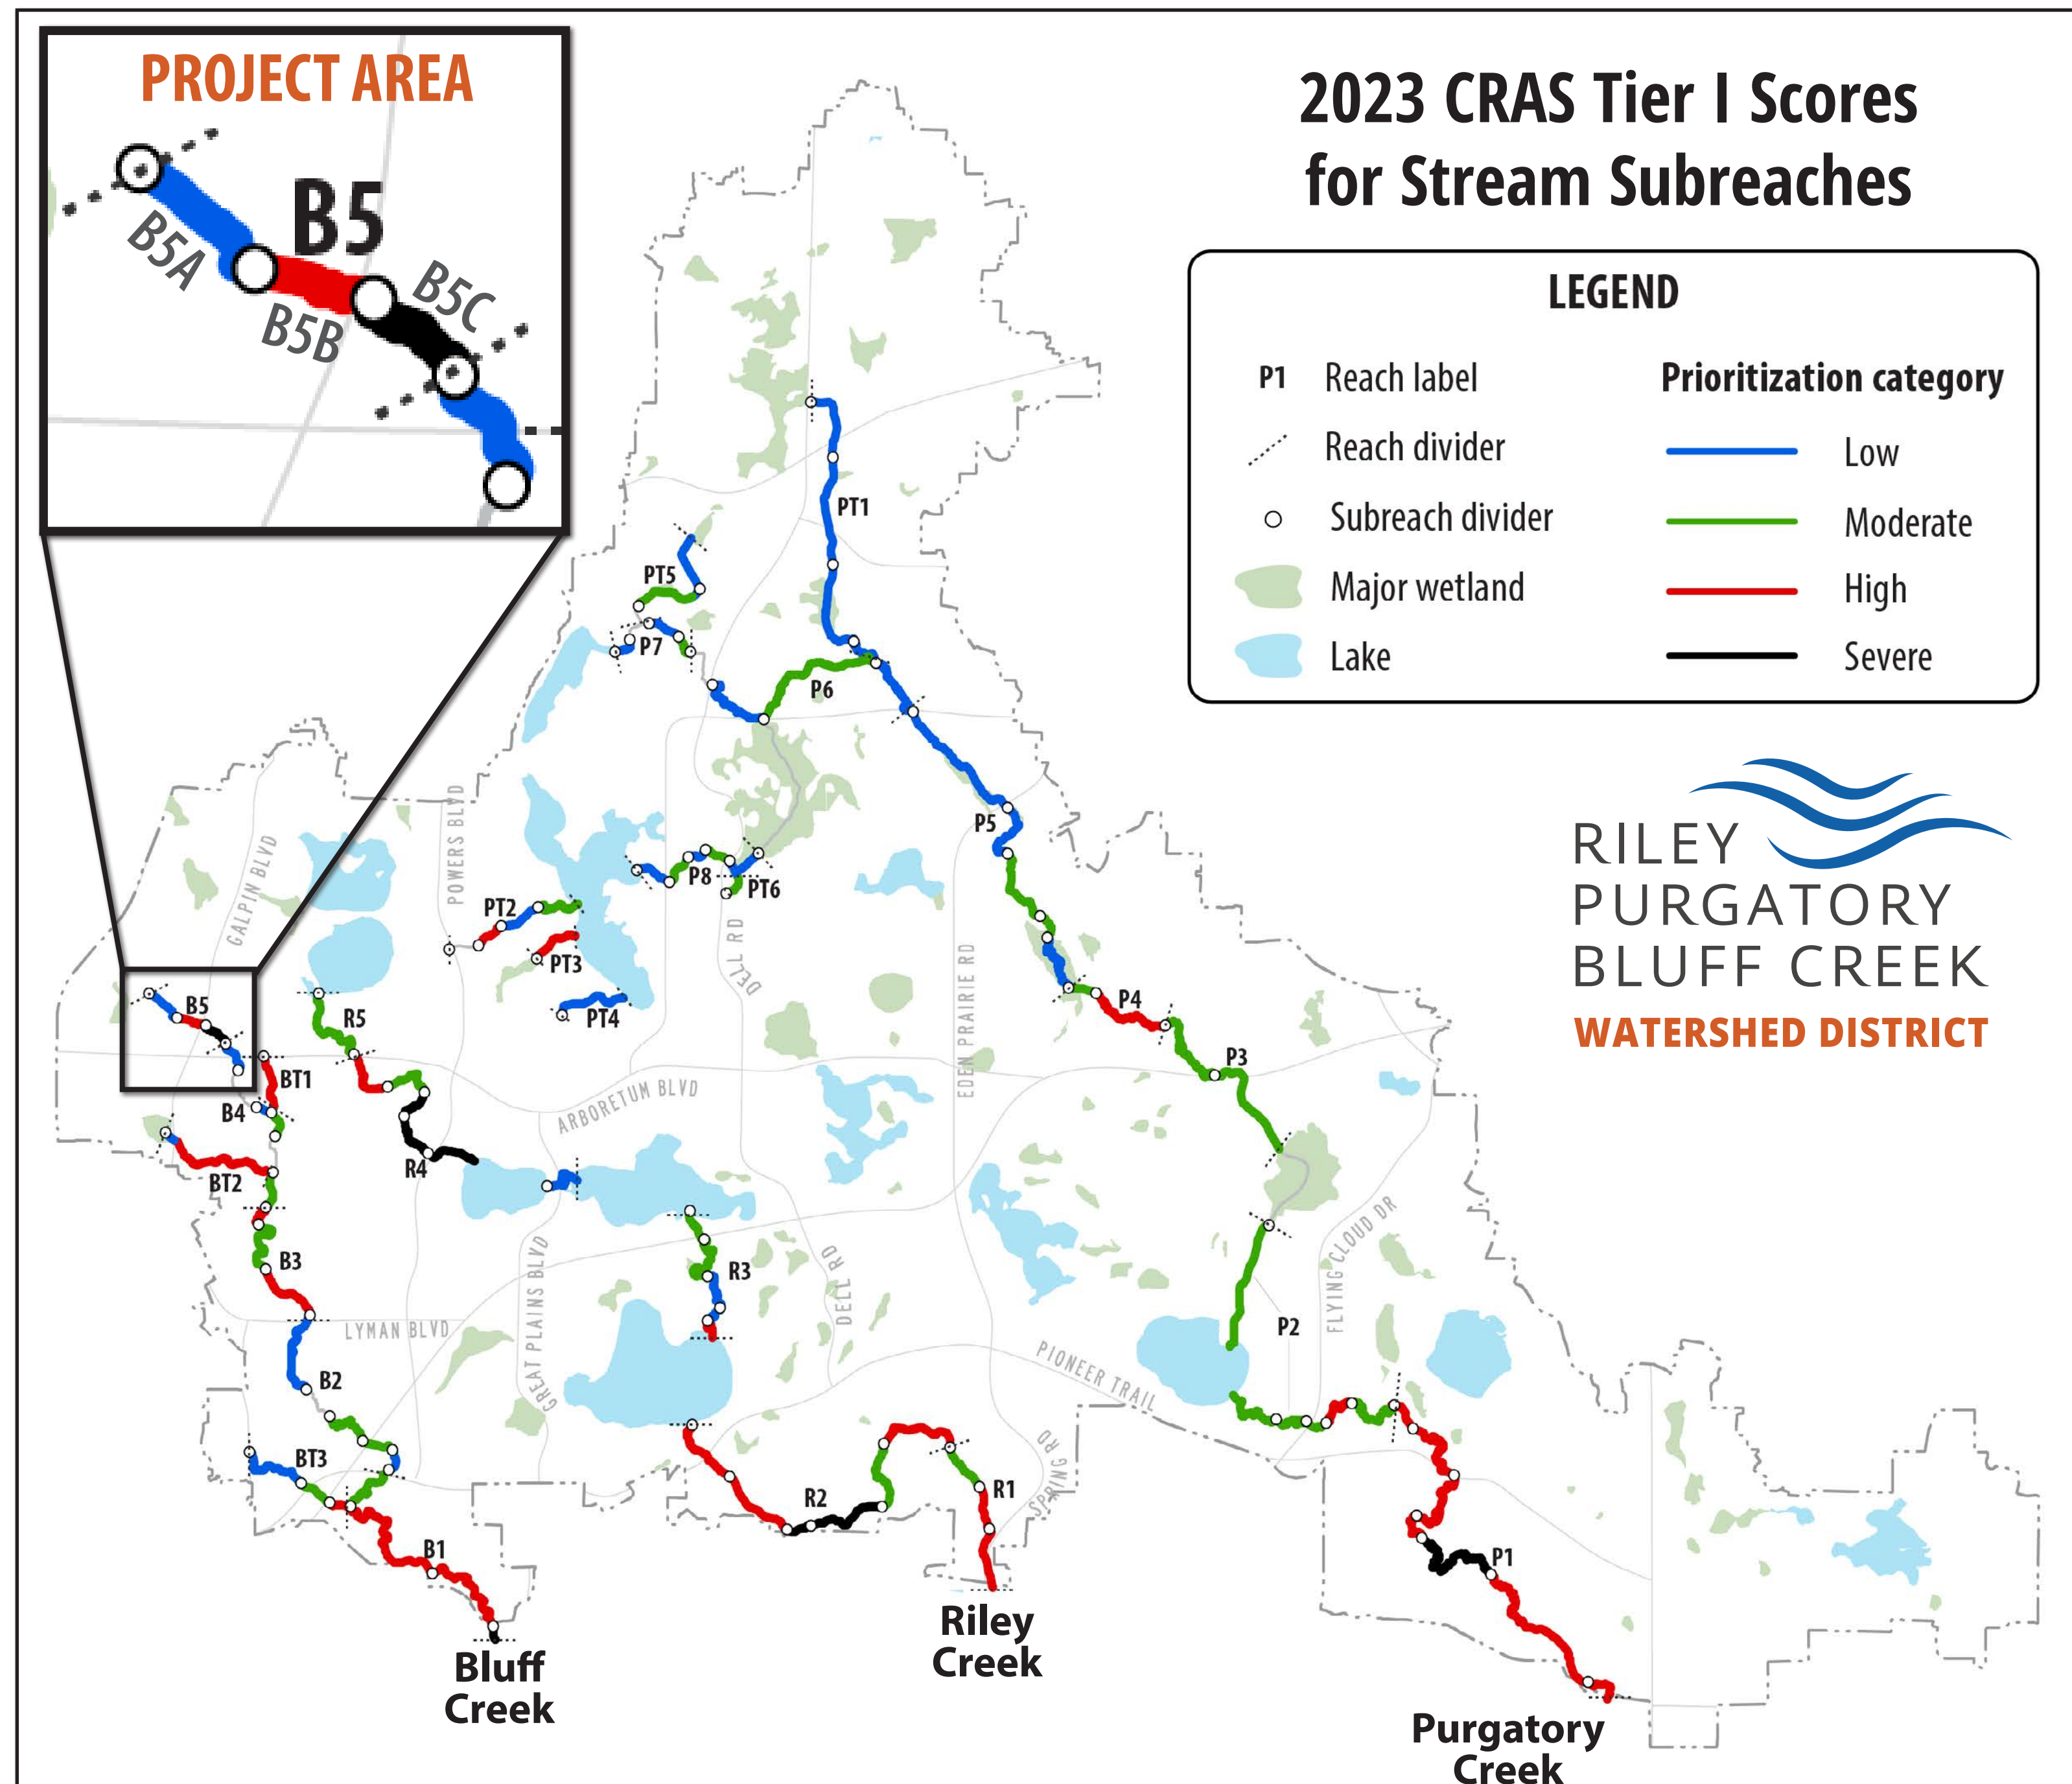 PROJECT AREA
B5
B5A
B5B
B5C
2023 CRAS Tier I Scores
for Stream Subreaches
LEGEND
P1 Reach label
Reach divider
Subreach divider
Major wetland
Lake
Prioritization category
Low
Moderate
High
Severe
RILEY
PURGATORY
BLUFF CREEK
WATERSHED DISTRICT
PT1
PT5
P7
P6
P5
POWERS BLVD
GALPIN BLVD
P8
PT6
PT2
PT3
PT4
DELL RD
EDEN PRAIRIE RD
P4
P3
B5
R5
BT1
B4
ARBORETUM BLVD
R4
BT2
B3
R3
GREAT PLAINS BLVD
DELL RD
FLYING CLOUD DR
P2
LYMAN BLVD
PIONEER TRAIL
B2
BT3
R2
R1
SPRING RD
B1
P1
Bluff
Creek
Riley
Creek
Purgatory
Creek